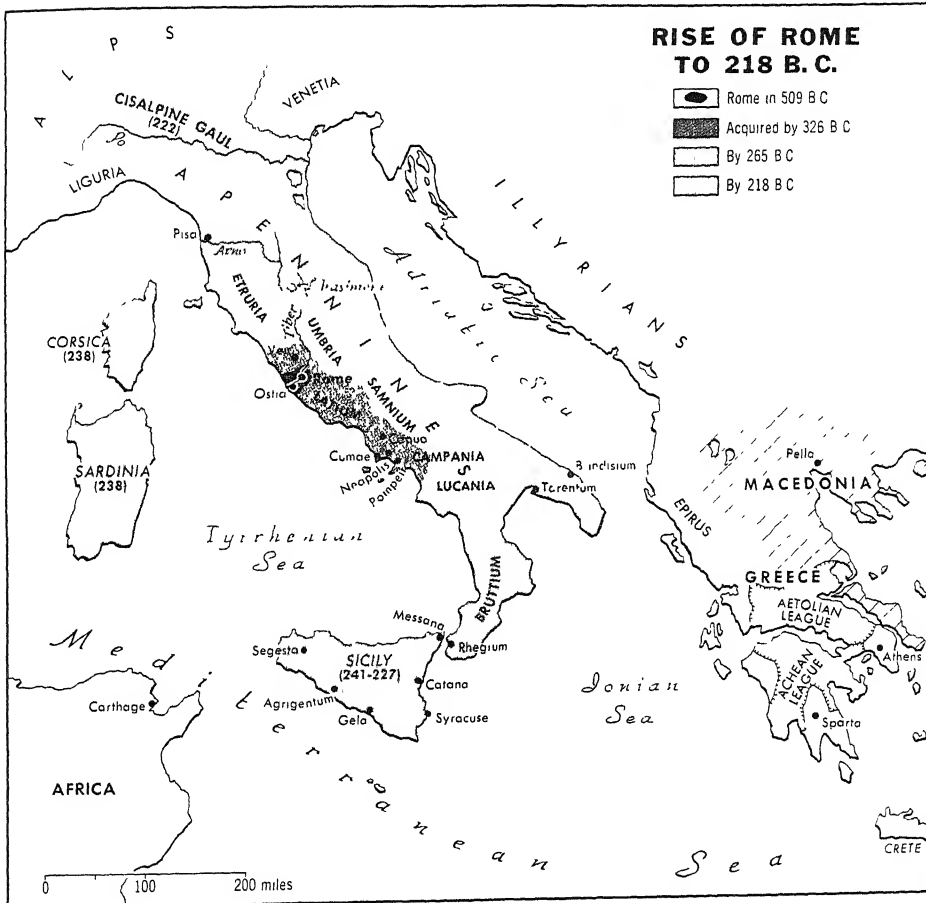 RISE OF ROME
TO 218 B. C.
Rome in 509 B C
Acquired by 326 B C
By 265 B C
By 218 B C
ALPS
VENETIA
CISALPINE GAUL
(222)
Po
LIGURIA
APENNINE
S
Pisa
ETRURIA
Tiber
UMBRIA
Rome
Ostia
LATIUM
SAMNIUM
Capua
Cumae
CAMPANIA
Neapolis
Pompeii
LUCANIA
Brundisium
Tarentum
BRUTTIUM
CORSICA
(238)
SARDINIA
(238)
Tyrrhenian
Sea
Adriatic Sea
ILLYRIANS
Pella
MACEDONIA
EPIRUS
GREECE
AETOLIAN
LEAGUE
Athens
ACHEAN
LEAGUE
Sparta
Messana
Rhegium
Segesta
SICILY
(241-227)
Catana
Agrigentum
Gela
Syracuse
Ionian
Sea
Carthage
AFRICA
Mediterranean Sea
CRETE
0 100 200 miles